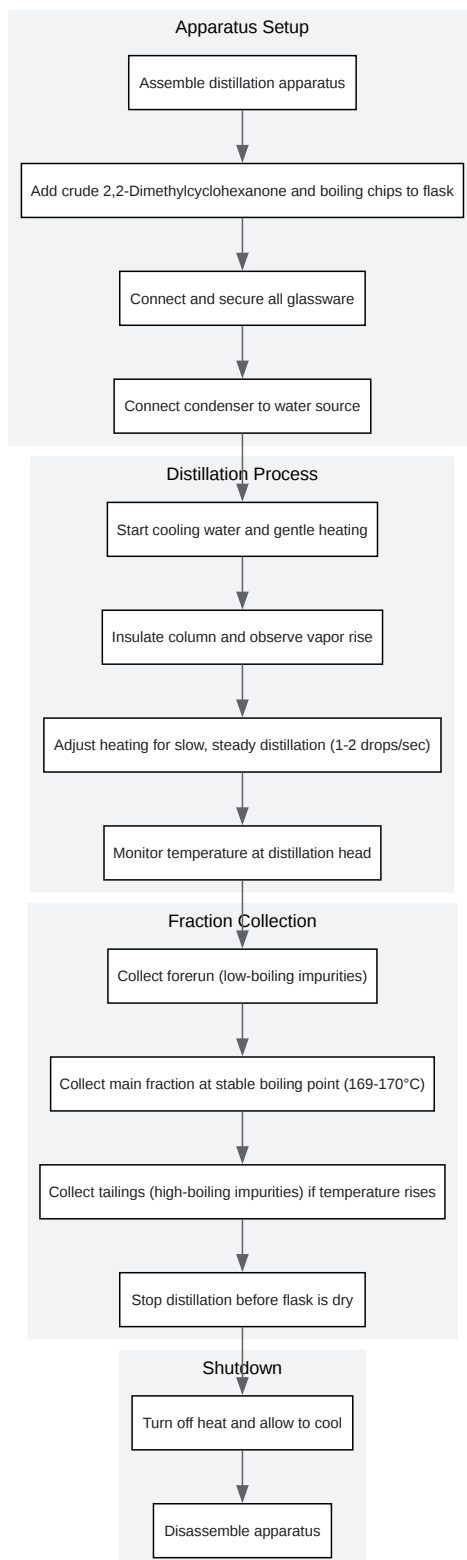 Apparatus Setup
Assemble distillation apparatus
Add crude 2,2-Dimethylcyclohexanone and boiling chips to flask
Connect and secure all glassware
Connect condenser to water source
Distillation Process
Start cooling water and gentle heating
Insulate column and observe vapor rise
Adjust heating for slow, steady distillation (1-2 drops/sec)
Monitor temperature at distillation head
Fraction Collection
Collect forerun (low-boiling impurities)
Collect main fraction at stable boiling point (169-170°C)
Collect tailings (high-boiling impurities) if temperature rises
Stop distillation before flask is dry
Shutdown
Turn off heat and allow to cool
Disassemble apparatus